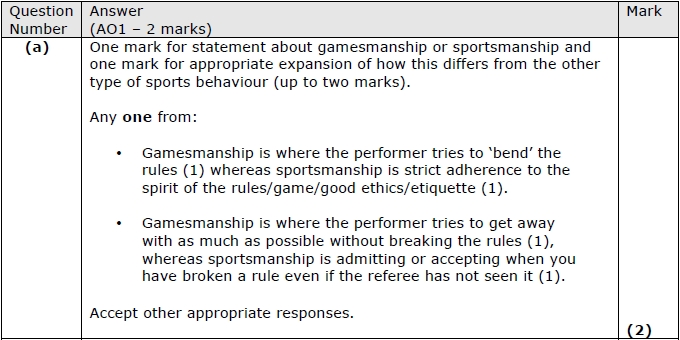 Question Number
Answer
(AO1 – 2 marks)
Mark
(a)
One mark for statement about gamesmanship or sportsmanship and
one mark for appropriate expansion of how this differs from the other
type of sports behaviour (up to two marks).
Any one from:
• Gamesmanship is where the performer tries to ‘bend’ the
rules (1) whereas sportsmanship is strict adherence to the
spirit of the rules/game/good ethics/etiquette (1).
• Gamesmanship is where the performer tries to get away
with as much as possible without breaking the rules (1),
whereas sportsmanship is admitting or accepting when you
have broken a rule even if the referee has not seen it (1).
Accept other appropriate responses.
(2)